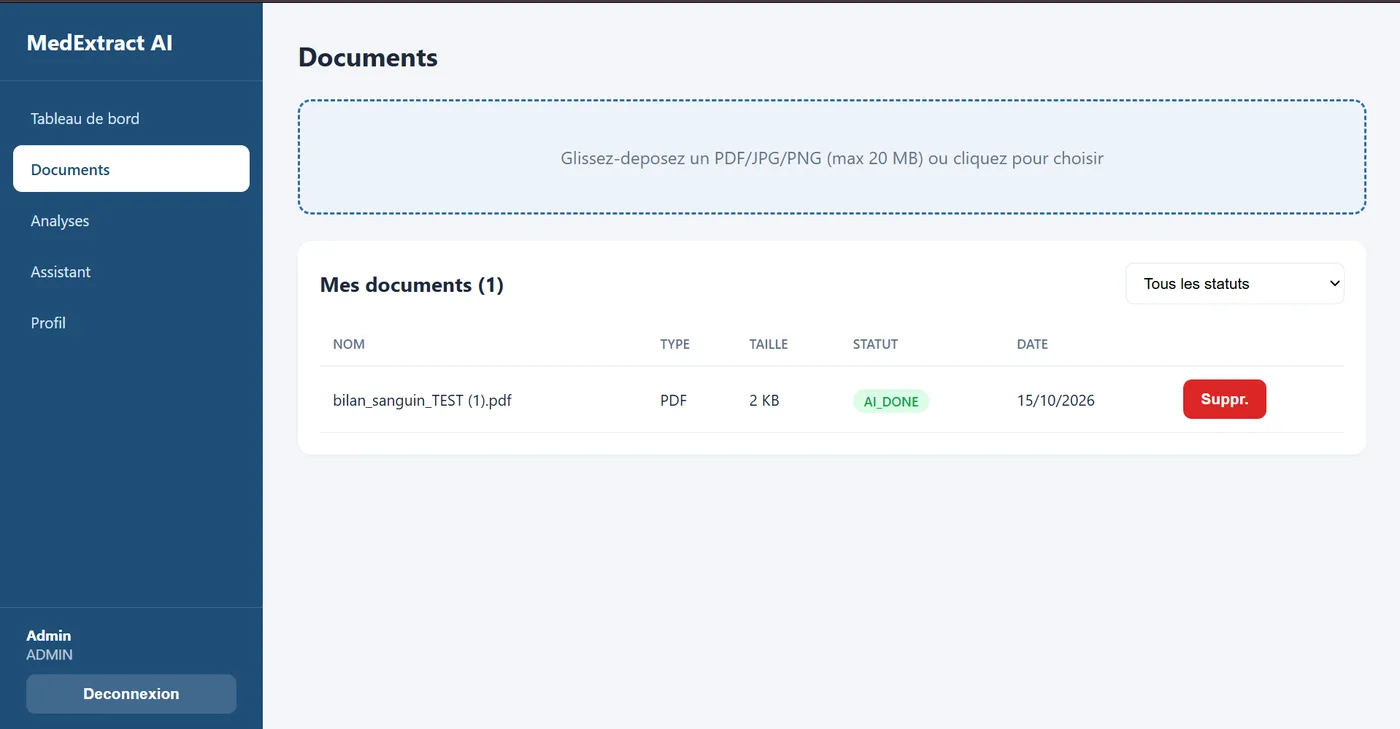 MedExtract AI
Tableau de bord
Documents
Analyses
Assistant
Profil
Admin
ADMIN
Deconnexion
Documents
Glissez-deposez un PDF/JPG/PNG (max 20 MB) ou cliquez pour choisir
Mes documents (1)
Tous les statuts
NOM TYPE TAILLE STATUT DATE
bilan_sanguin_TEST (1).pdf PDF 2 KB AI_DONE 15/10/2026 Suppr.